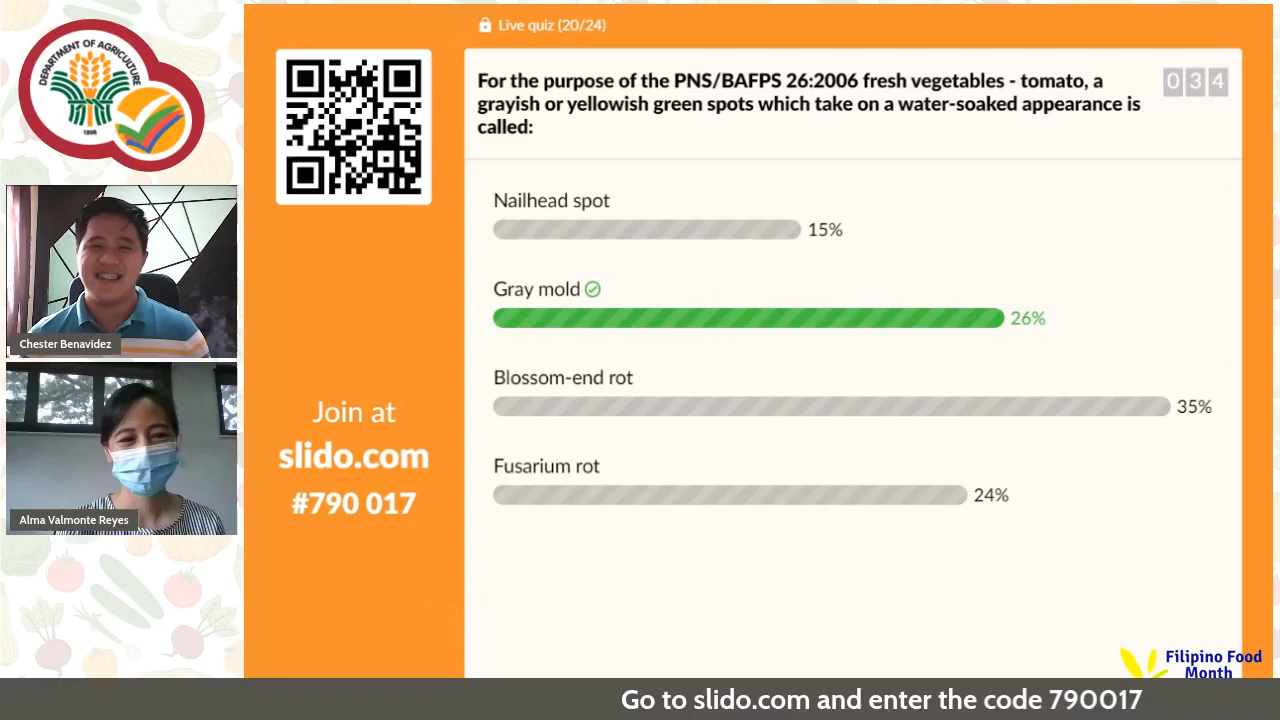 Live quiz (20/24)
DEPARTMENT OF AGRICULTURE
1898
For the purpose of the PNS/BAFPS 26:2006 fresh vegetables - tomato, a
grayish or yellowish green spots which take on a water-soaked appearance is
called:
034
Nailhead spot
15%
Gray mold
26%
Blossom-end rot
35%
Fusarium rot
24%
Chester Benavidez
Alma Valmonte Reyes
Join at
slido.com
#790 017
Filipino Food
Month
Go to slido.com and enter the code 790017